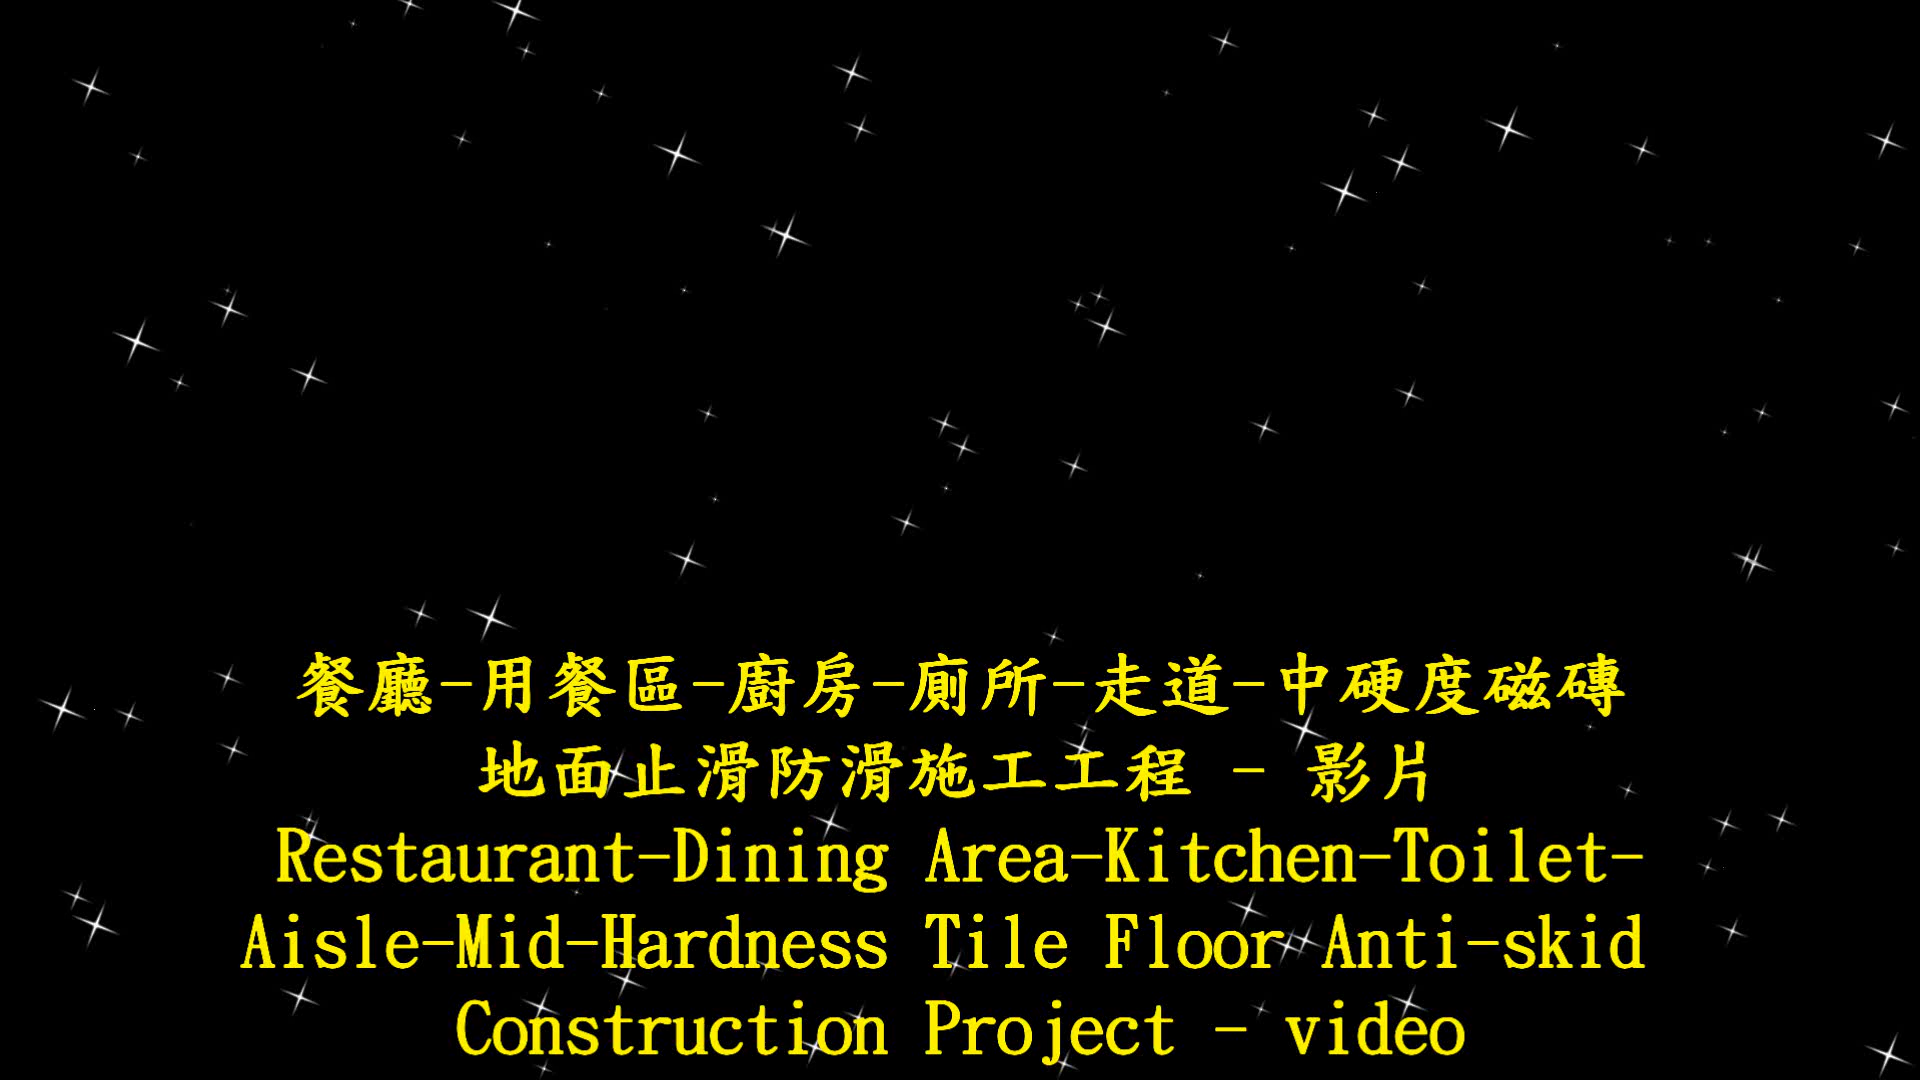 餐廳-用餐區-廚房-廁所-走道-中硬度磁磚
地面止滑防滑施工工程 - 影片
Restaurant-Dining Area-Kitchen-Toilet-
Aisle-Mid-Hardness Tile Floor Anti-skid
Construction Project - video